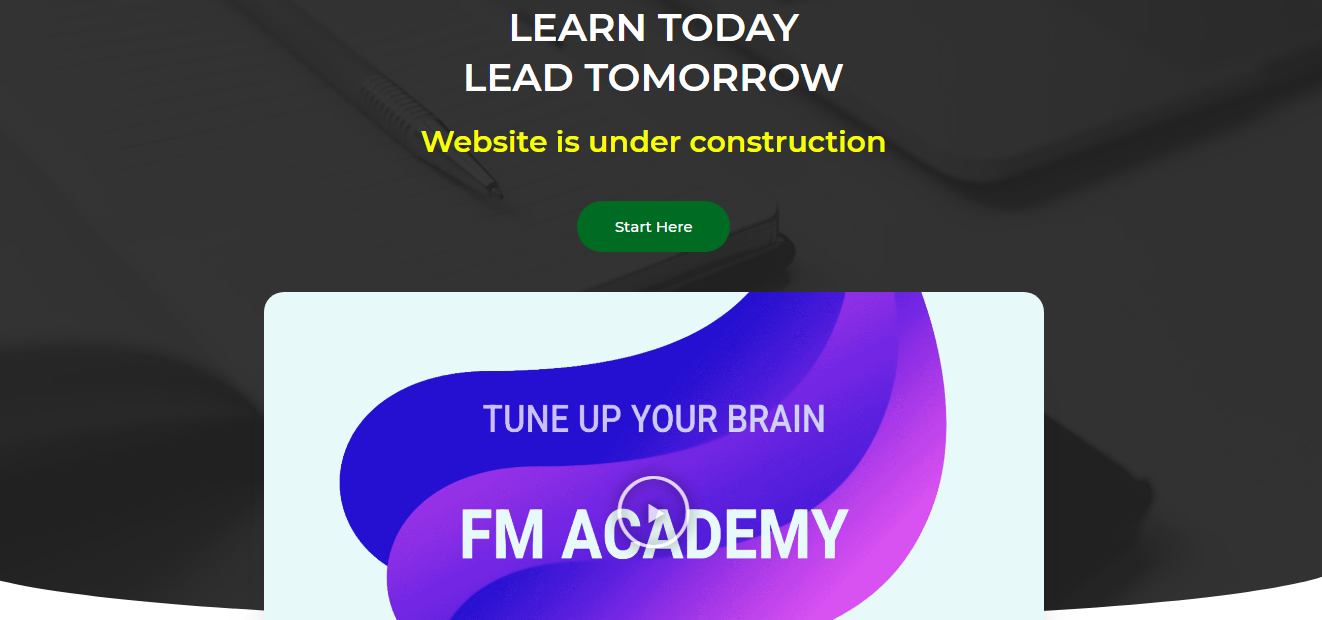 LEARN TODAY
LEAD TOMORROW
Website is under construction
Start Here
TUNE UP YOUR BRAIN
FM ACADEMY